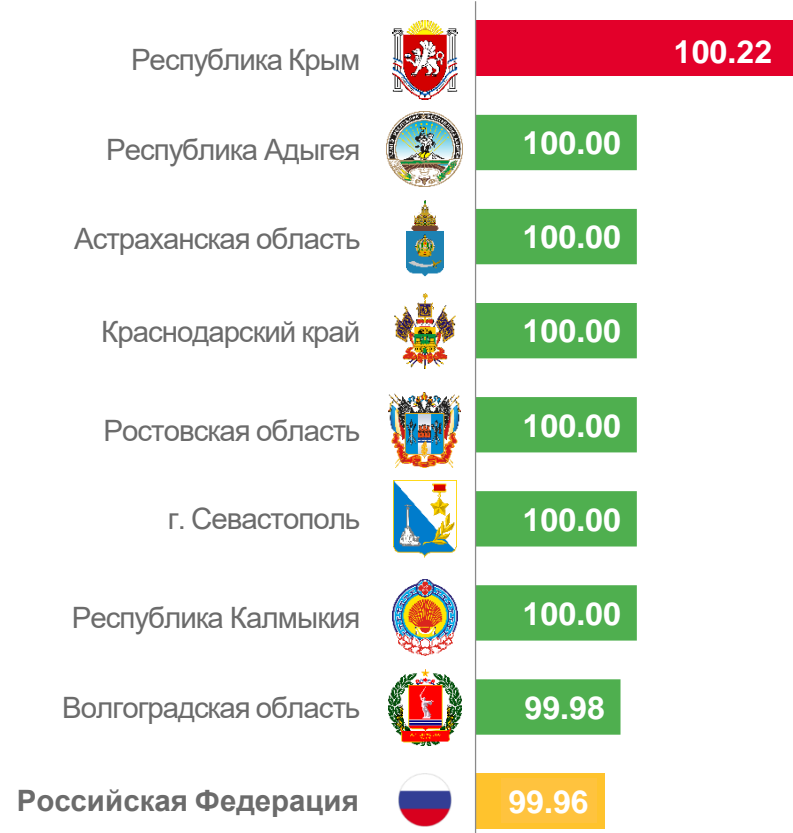 Республика Крым 100.22
Республика Адыгея 100.00
Астраханская область 100.00
Краснодарский край 100.00
Ростовская область 100.00
г. Севастополь 100.00
Республика Калмыкия 100.00
Волгоградская область 99.98
Российская Федерация 99.96